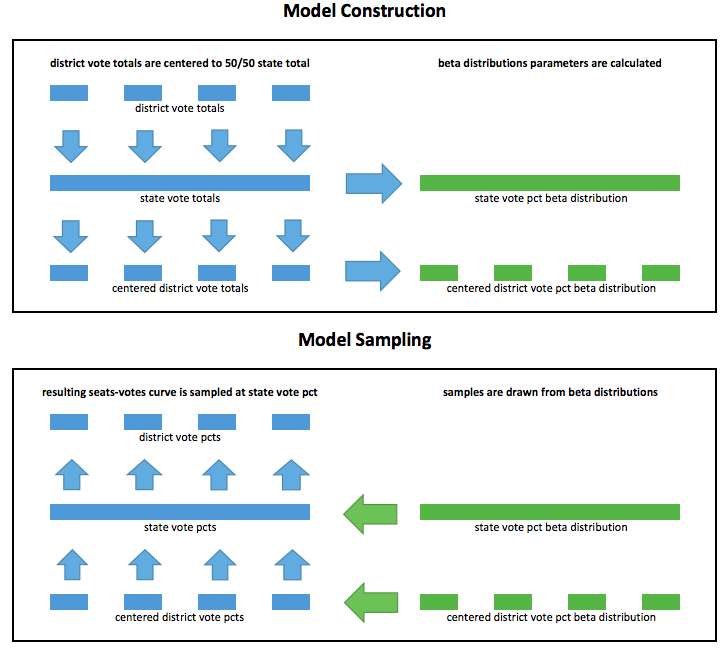 Model Construction
district vote totals are centered to 50/50 state total
beta distributions parameters are calculated
district vote totals
state vote totals
state vote pct beta distribution
centered district vote totals
centered district vote pct beta distribution
Model Sampling
resulting seats-votes curve is sampled at state vote pct
samples are drawn from beta distributions
district vote pcts
state vote pcts
state vote pct beta distribution
centered district vote pcts
centered district vote pct beta distribution